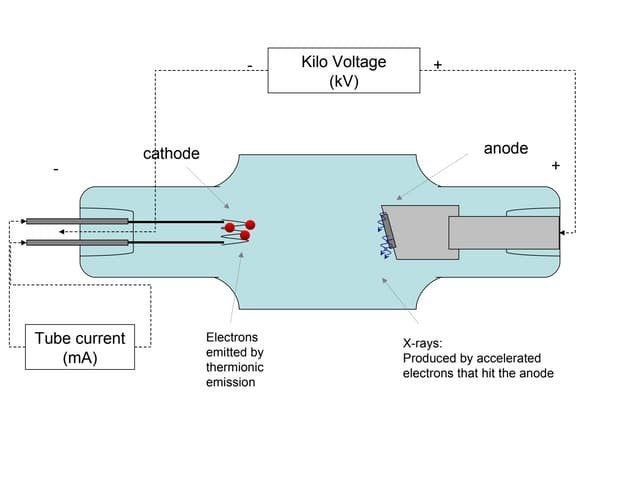 Kilo Voltage
(kV)
-
+
cathode
anode
-
+
Tube current
(mA)
Electrons
emitted by
thermionic
emission
X-rays:
Produced by accelerated
electrons that hit the anode